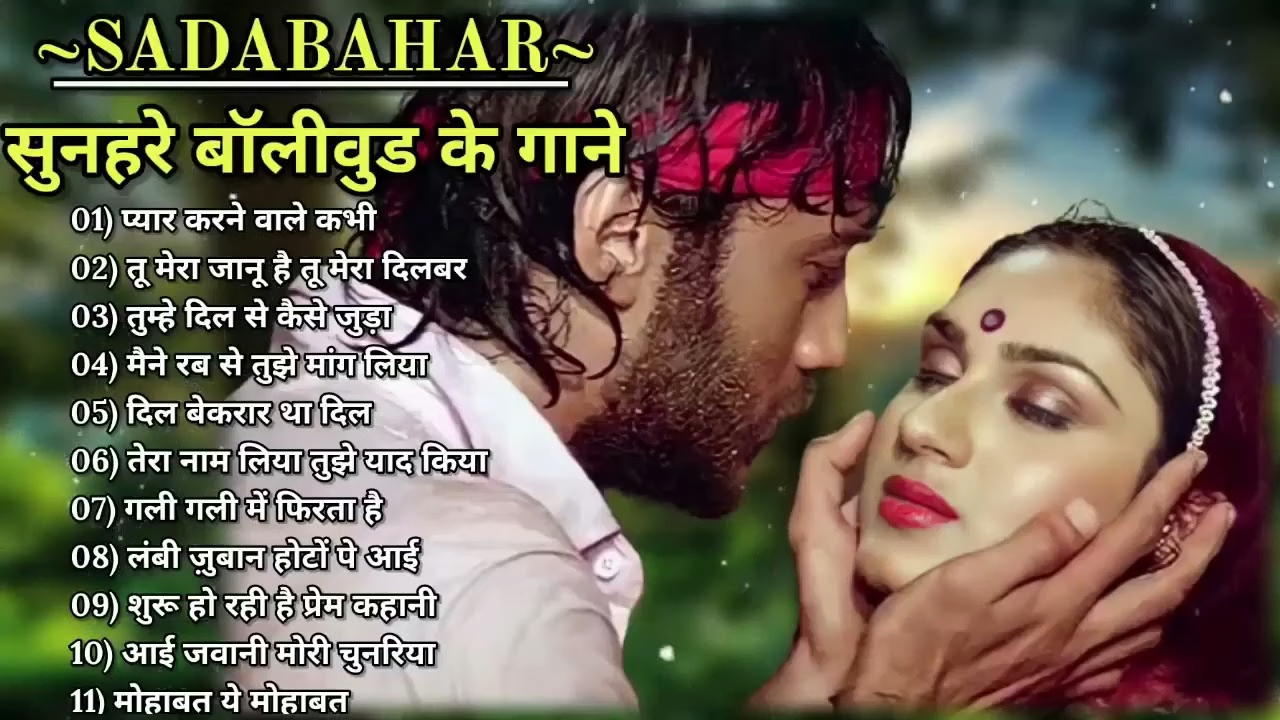 ~SADABAHAR~
सुनहरे बॉलीवुड के गाने
01) प्यार करने वाले कभी
02) तू मेरा जानू है तू मेरा दिलबर
03) तुम्हे दिल से कैसे जुड़ा
04) मैने रब से तुझे मांग लिया
05) दिल बेकरार था दिल
06) तेरा नाम लिया तुझे याद किया
07) गली गली में फिरता है
08) लंबी ज़ुबान होटों पे आई
09) शुरू हो रही है प्रेम कहानी
10) आई जवानी मोरी चुनरिया
11) मोहाबत ये मोहाबत